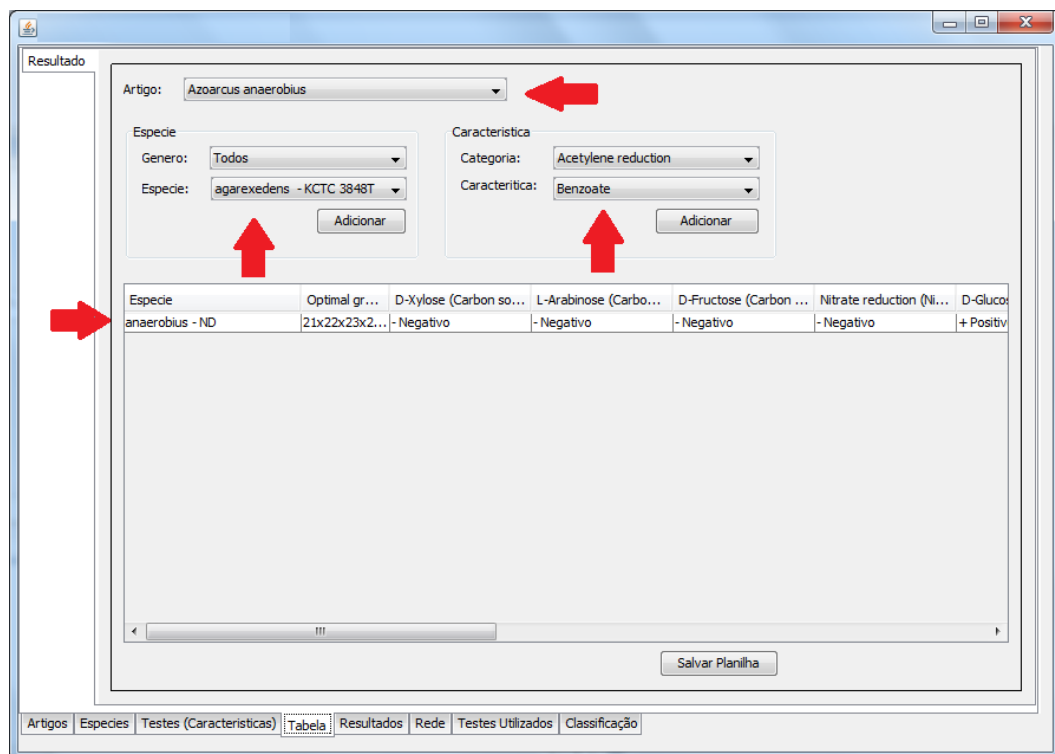 Resultado
Artigo: Azoarcus anaerobius
Especie
Genero: Todos
Especie: agarexedens - KCTC 3848T
Adicionar
Caracteristica
Categoria: Acetylene reduction
Caracteritica: Benzoate
Adicionar
Especie Optimal gr... D-Xylose (Carbon so... L-Arabinose (Carbo... D-Fructose (Carbon ... Nitrate reduction (Ni... D-Glucos
anaerobius - ND 21x22x23x2... - Negativo - Negativo - Negativo - Negativo + Positiv
Salvar Planilha
Artigos Especies Testes (Caracteristicas) Tabela Resultados Rede Testes Utilizados Classificação